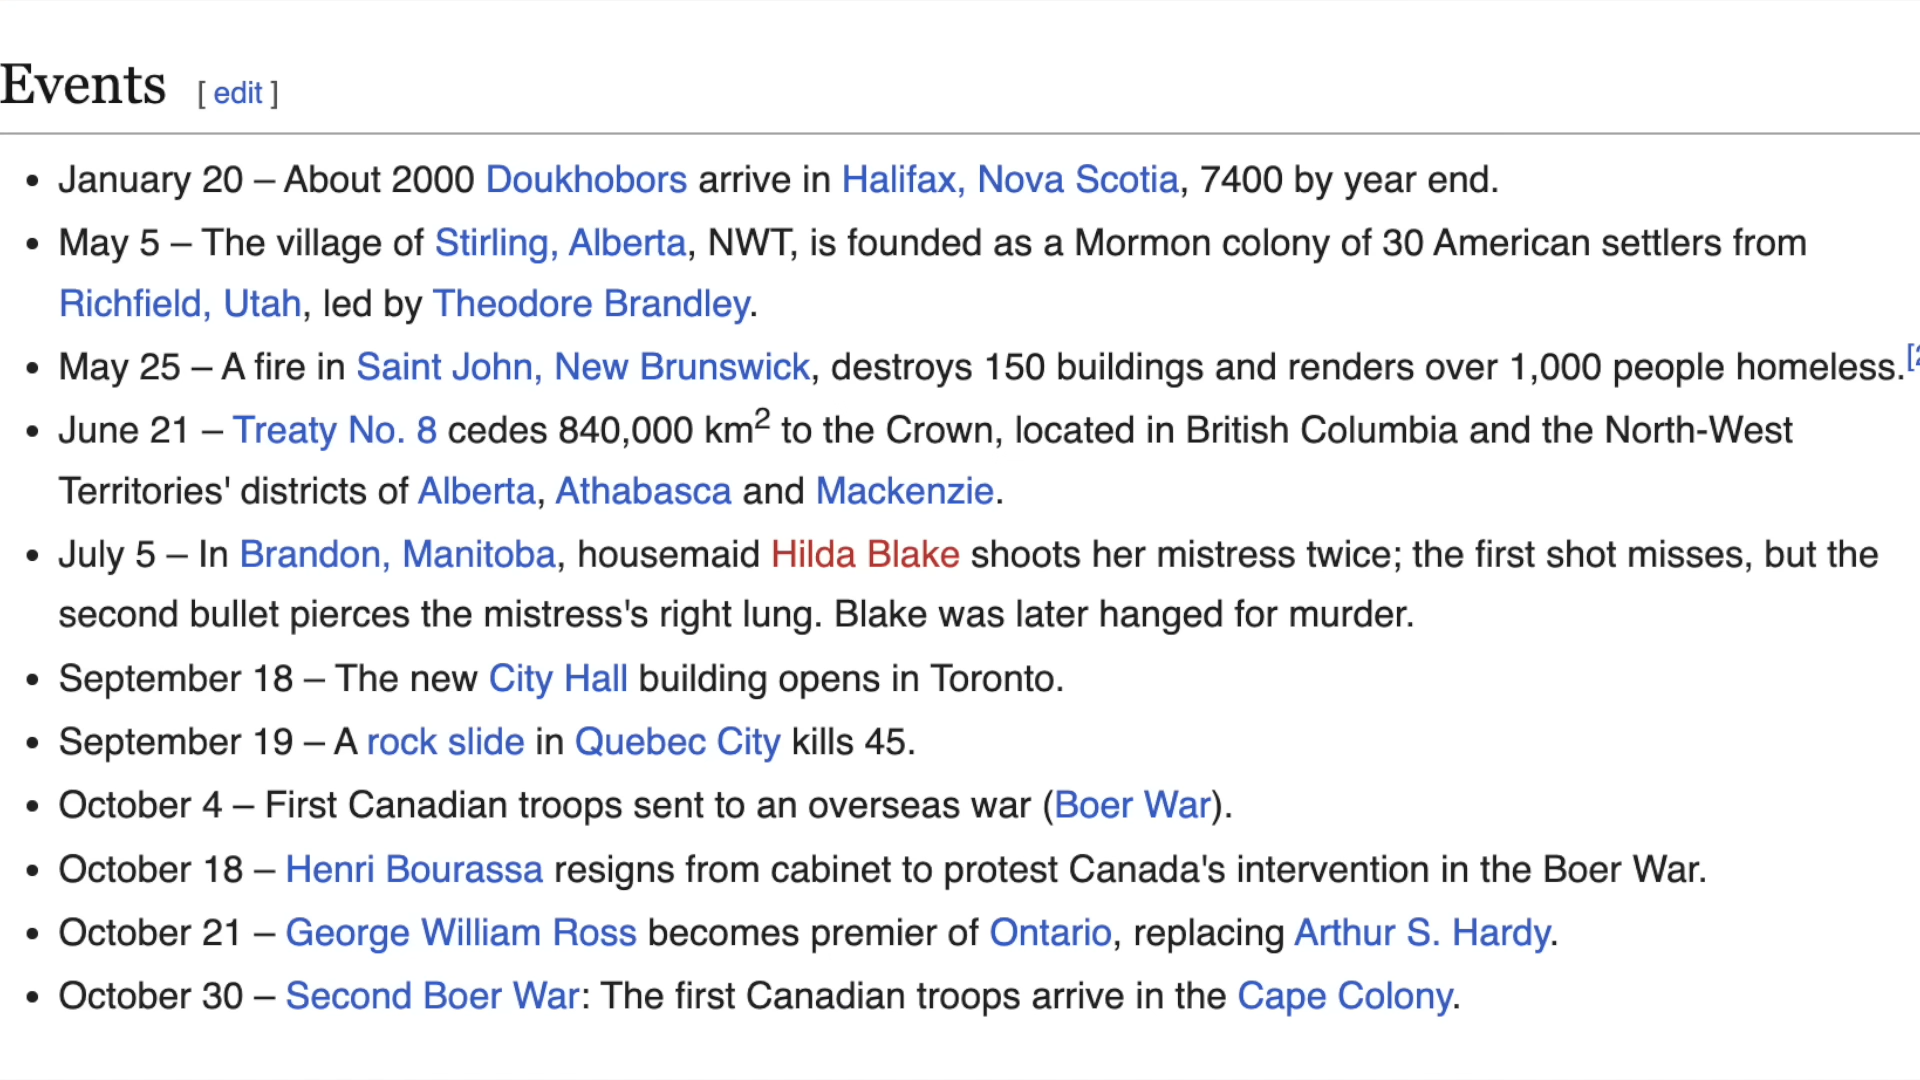 Events [ edit ]
• January 20 – About 2000 Doukhobors arrive in Halifax, Nova Scotia, 7400 by year end.
• May 5 – The village of Stirling, Alberta, NWT, is founded as a Mormon colony of 30 American settlers from
Richfield, Utah, led by Theodore Brandley.
• May 25 – A fire in Saint John, New Brunswick, destroys 150 buildings and renders over 1,000 people homeless.
• June 21 – Treaty No. 8 cedes 840,000 km² to the Crown, located in British Columbia and the North-West
Territories' districts of Alberta, Athabasca and Mackenzie.
• July 5 – In Brandon, Manitoba, housemaid Hilda Blake shoots her mistress twice; the first shot misses, but the
second bullet pierces the mistress's right lung. Blake was later hanged for murder.
• September 18 – The new City Hall building opens in Toronto.
• September 19 – A rock slide in Quebec City kills 45.
• October 4 – First Canadian troops sent to an overseas war (Boer War).
• October 18 – Henri Bourassa resigns from cabinet to protest Canada's intervention in the Boer War.
• October 21 – George William Ross becomes premier of Ontario, replacing Arthur S. Hardy.
• October 30 – Second Boer War: The first Canadian troops arrive in the Cape Colony.